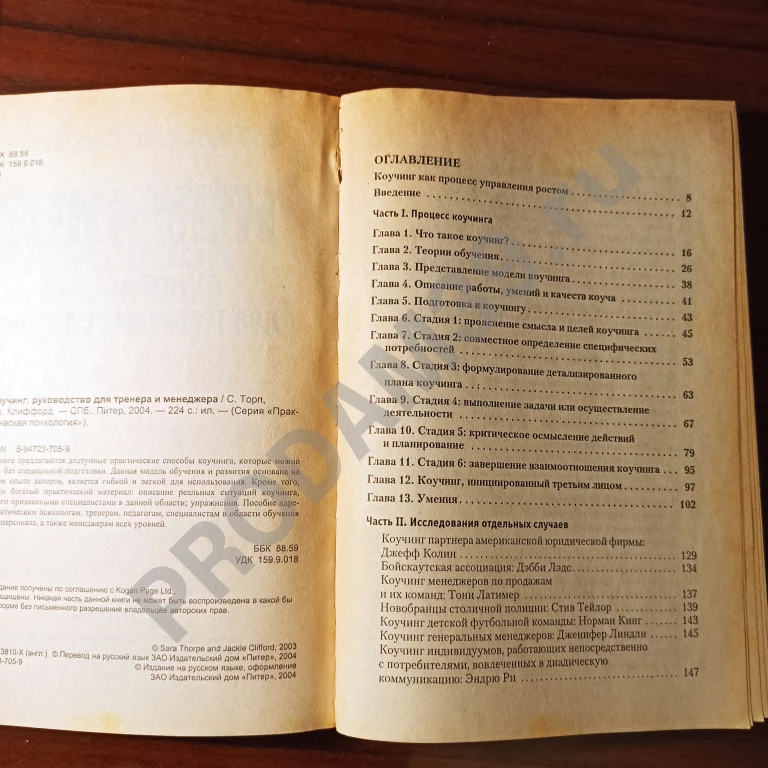 К 88.59
К 159.9.018
оучинг: руководство для тренера и менеджера / С. Торп,
. Клиффорд. — СПб.: Питер, 2004. — 224 с.: ил. — (Серия «Прак-
ческая психология»).
N 5-94723-705-9
ниге предлагаются доступные практические способы коучинга, которые можно
без специальной подготовки. Данная модель обучения и развития основана на
опыте авторов, является гибкой и легкой для использования. Кроме того,
богатый практический материал: описание реальных ситуаций коучинга,
признанными специалистами в данной области; упражнения. Пособие адре-
актическим психологам, тренерам, педагогам, специалистам в области обучения
персонала, а также менеджерам всех уровней.
ББК 88.59
УДК 159.9.018
дание получены по соглашению с Kogan Page Ltd.,
ащищены. Никакая часть данной книги не может быть воспроизведена в какой бы
форме без письменного разрешения владельцев авторских прав.
© Sara Thorpe and Jackie Clifford, 2003
3810-X (англ.) © Перевод на русский язык ЗАО Издательский дом «Питер», 2004
-705-9 © Издание на русском языке, оформление
ЗАО Издательский дом «Питер», 2004
ОГЛАВЛЕНИЕ
Коучинг как процесс управления ростом 8
Введение 12
Часть I. Процесс коучинга
Глава 1. Что такое коучинг? 16
Глава 2. Теории обучения 26
Глава 3. Представление модели коучинга 38
Глава 4. Описание работы, умений и качеств коуча 41
Глава 5. Подготовка к коучингу 43
Глава 6. Стадия 1: прояснение смысла и целей коучинга 45
Глава 7. Стадия 2: совместное определение специфических
потребностей 53
Глава 8. Стадия 3: формулирование детализированного
плана коучинга 63
Глава 9. Стадия 4: выполнение задачи или осуществление
деятельности 67
Глава 10. Стадия 5: критическое осмысление действий
и планирование 79
Глава 11. Стадия 6: завершение взаимоотношения коучинга 95
Глава 12. Коучинг, инициированный третьим лицом 97
Глава 13. Умения 102
Часть II. Исследования отдельных случаев
Коучинг партнера американской юридической фирмы:
Джефф Колин 129
Бойскаутская ассоциация: Дэбби Лэдс 134
Коучинг менеджеров по продажам
и их команд: Тони Латимер 137
Новобранцы столичной полиции: Стив Тейлор 139
Коучинг детской футбольной команды: Норман Кинг 143
Коучинг генеральных менеджеров: Дженифер Линдли 145
Коучинг индивидуумов, работающих непосредственно
с потребителями, вовлеченных в диадическую
коммуникацию: Эндрю Ри 147